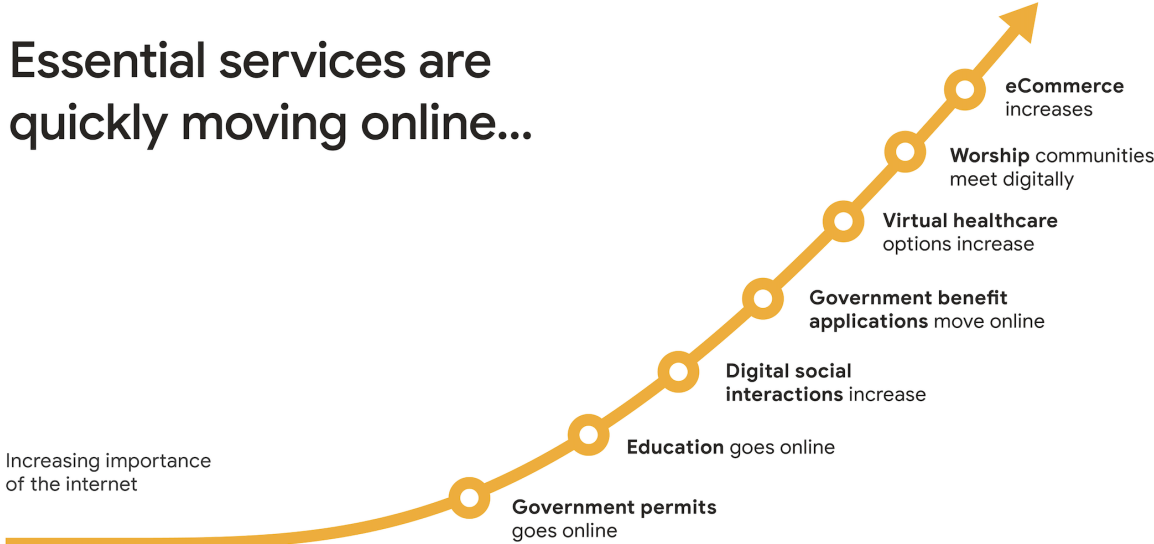 Essential services are
quickly moving online...
eCommerce
increases
Worship communities
meet digitally
Virtual healthcare
options increase
Government benefit
applications move online
Digital social
interactions increase
Education goes online
Increasing importance
of the internet
Government permits
goes online